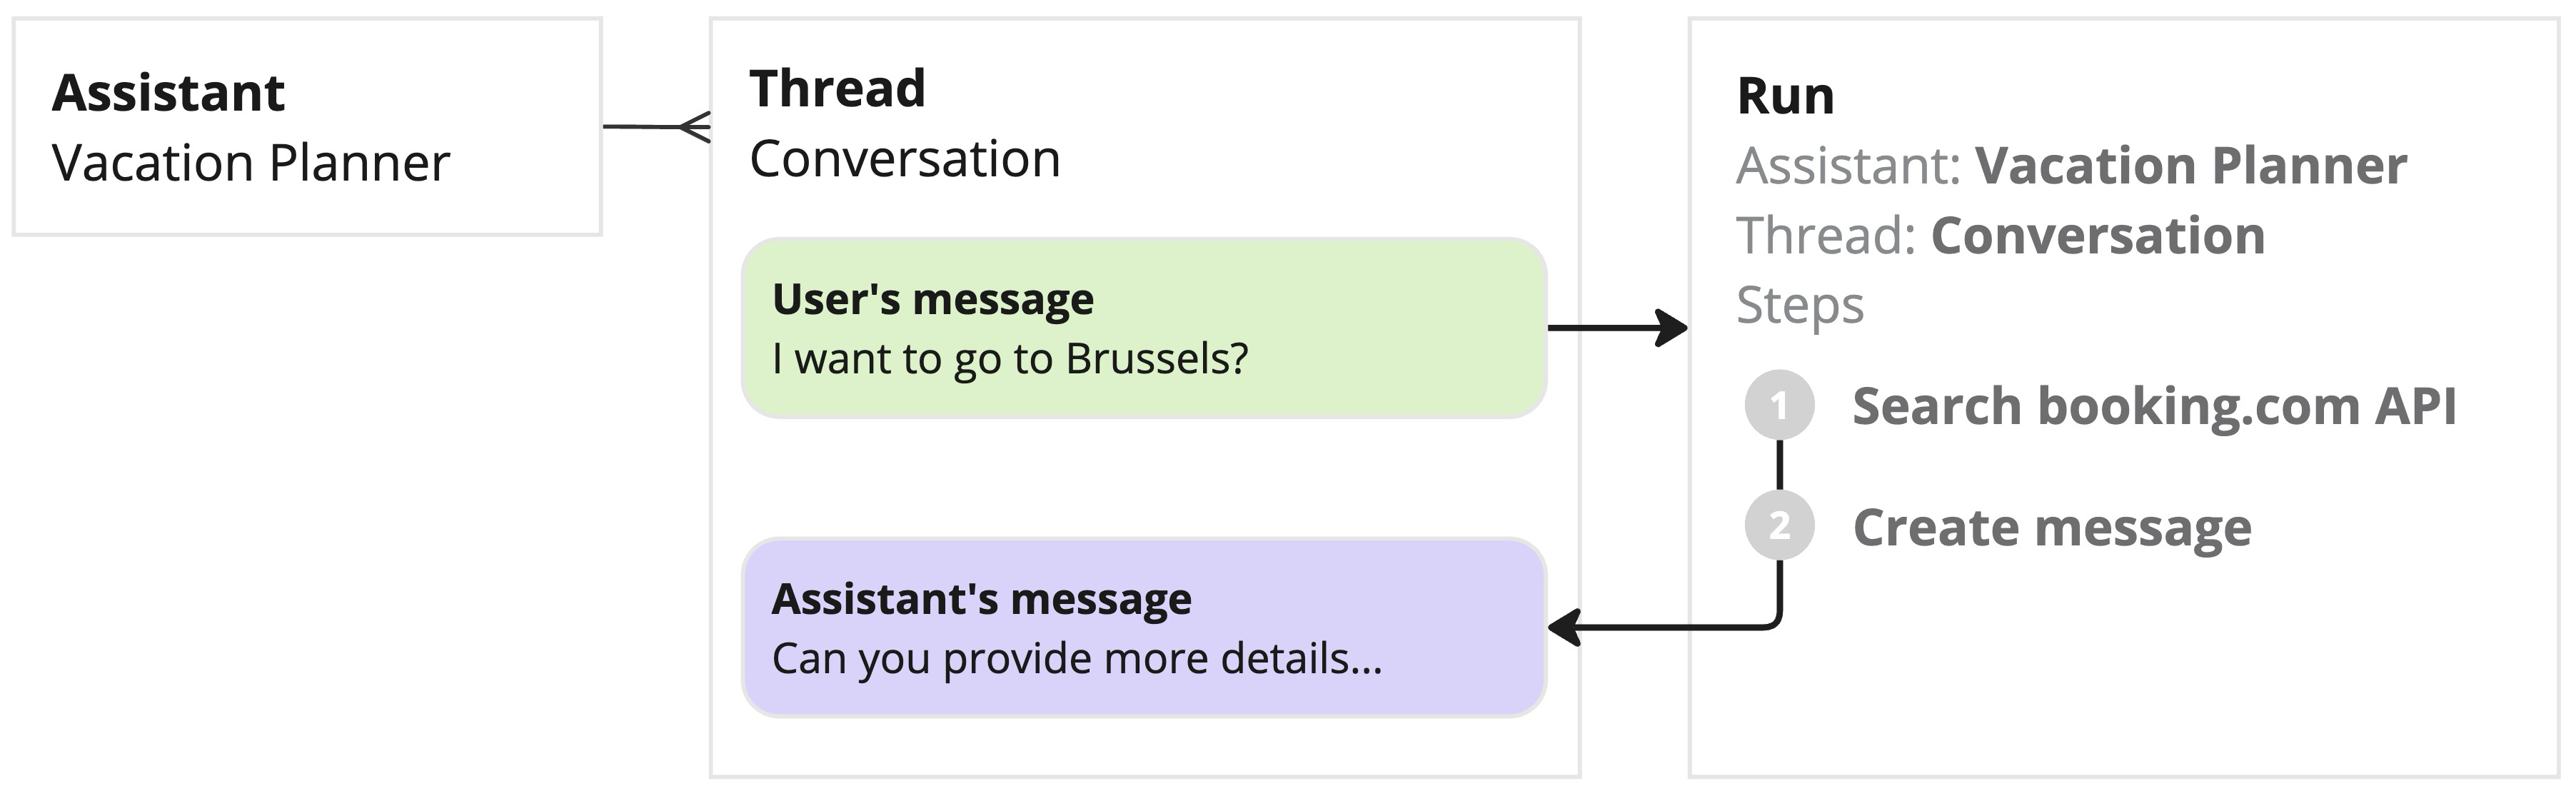 Assistant
Vacation Planner
Thread
Conversation
User's message
I want to go to Brussels?
Assistant's message
Can you provide more details...
Run
Assistant: Vacation Planner
Thread: Conversation
Steps
1 Search booking.com API
2 Create message